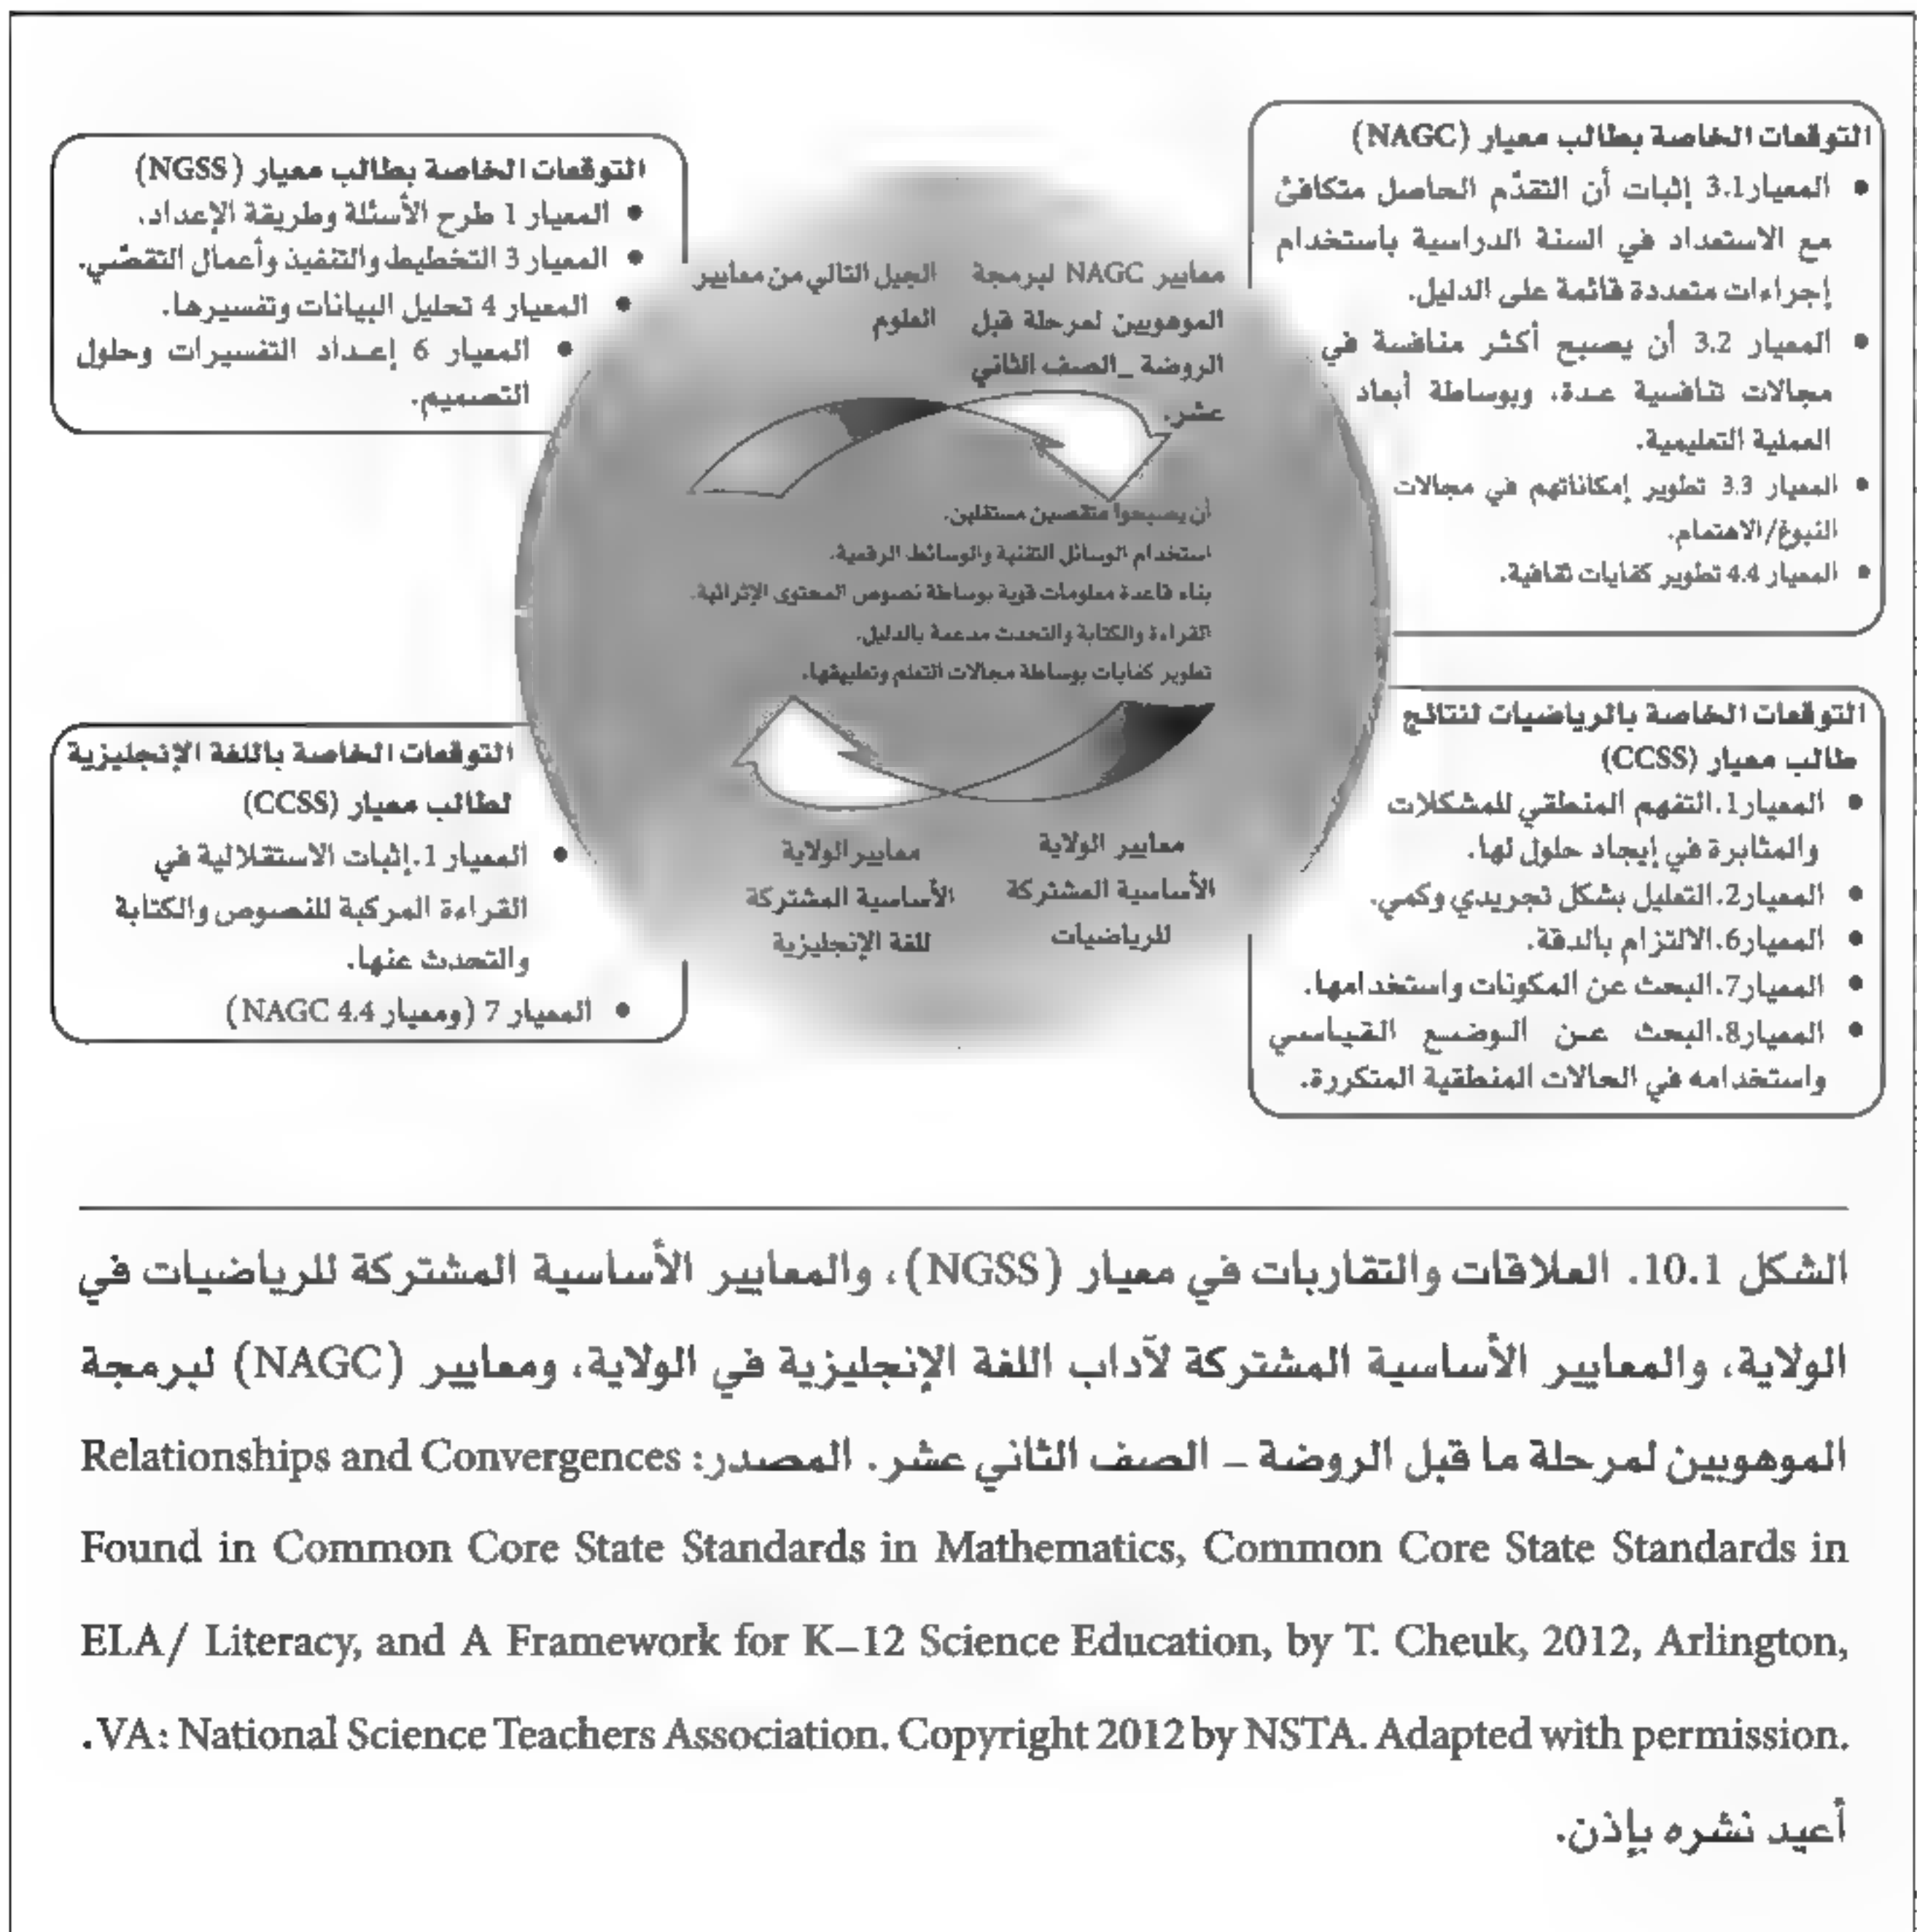 التوقعات الخاصة بطالب معيار (NAGC)
• المعيار3.1 إثبات أن التقدّم الحاصل متكافئ
مع الاستعداد في السنة الدراسية باستخدام
إجراءات متعددة قائمة على الدليل.
• المعيار 3.2 أن يصبح أكثر منافسة في
مجالات تنافسية عدة، وبوساطة أبعاد
العملية التعليمية.
• المعيار 3.3 تطوير إمكاناتهم في مجالات
النبوغ/الاهتمام.
• المعيار 4.4 تطوير كفايات ثقافية.
التوقعات الخاصة بطالب معيار (NGSS)
• المعيار 1 طرح الأسئلة وطريقة الإعداد.
• المعيار 3 التخطيط والتنفيذ وأعمال التقصّي.
• المعيار 4 تحليل البيانات وتفسيرها.
• المعيار 6 إعداد التفسيرات وحلول
التصميم.
معايير NAGC لبرمجة
الموهوبين لمرحلة قبل
الروضة _الصف الثاني
عشر.
الجيل التالي من معايير
العلوم
أن يصبحوا متقصين مستقلين.
استخدام الوسائل التقنية والوسائط الرقمية.
بناء قاعدة معلومات قوية بوساطة نصوص المحتوى الإثرائية.
القراءة والكتابة والتحدث مدعمة بالدليل.
تطوير كفايات بوساطة مجالات التعلم وتطبيقها.
معايير الولاية
الأساسية المشتركة
للرياضيات
معايير الولاية
الأساسية المشتركة
للغة الإنجليزية
التوقعات الخاصة بالرياضيات لنتائج
طالب معيار (CCSS)
• المعيار1.التفهم المنطقي للمشكلات
والمثابرة في إيجاد حلول لها.
• المعيار2.التعليل بشكل تجريدي وكمي.
• المعيار6.الالتزام بالدقة.
• المعيار7.البحث عن المكونات واستخدامها.
• المعيار8.البحث عن الوضع القياسي
واستخدامه في الحالات المنطقية المتكررة.
التوقعات الخاصة باللغة الإنجليزية
لطالب معيار (CCSS)
• المعيار1.إثبات الاستقلالية في
القراءة المركبة للنصوص والكتابة
والتحدث عنها.
• المعيار 7 (ومعيار NAGC 4.4)
الشكل 10.1. العلاقات والتقاربات في معيار (NGSS)، والمعايير الأساسية المشتركة للرياضيات في
الولاية، والمعايير الأساسية المشتركة لآداب اللغة الإنجليزية في الولاية، ومعايير (NAGC) لبرمجة
الموهوبين لمرحلة ما قبل الروضة – الصف الثاني عشر. المصدر: Relationships and Convergences
Found in Common Core State Standards in Mathematics, Common Core State Standards in
ELA/ Literacy, and A Framework for K–12 Science Education, by T. Cheuk, 2012, Arlington,
.VA: National Science Teachers Association. Copyright 2012 by NSTA. Adapted with permission.
أعيد نشره بإذن.